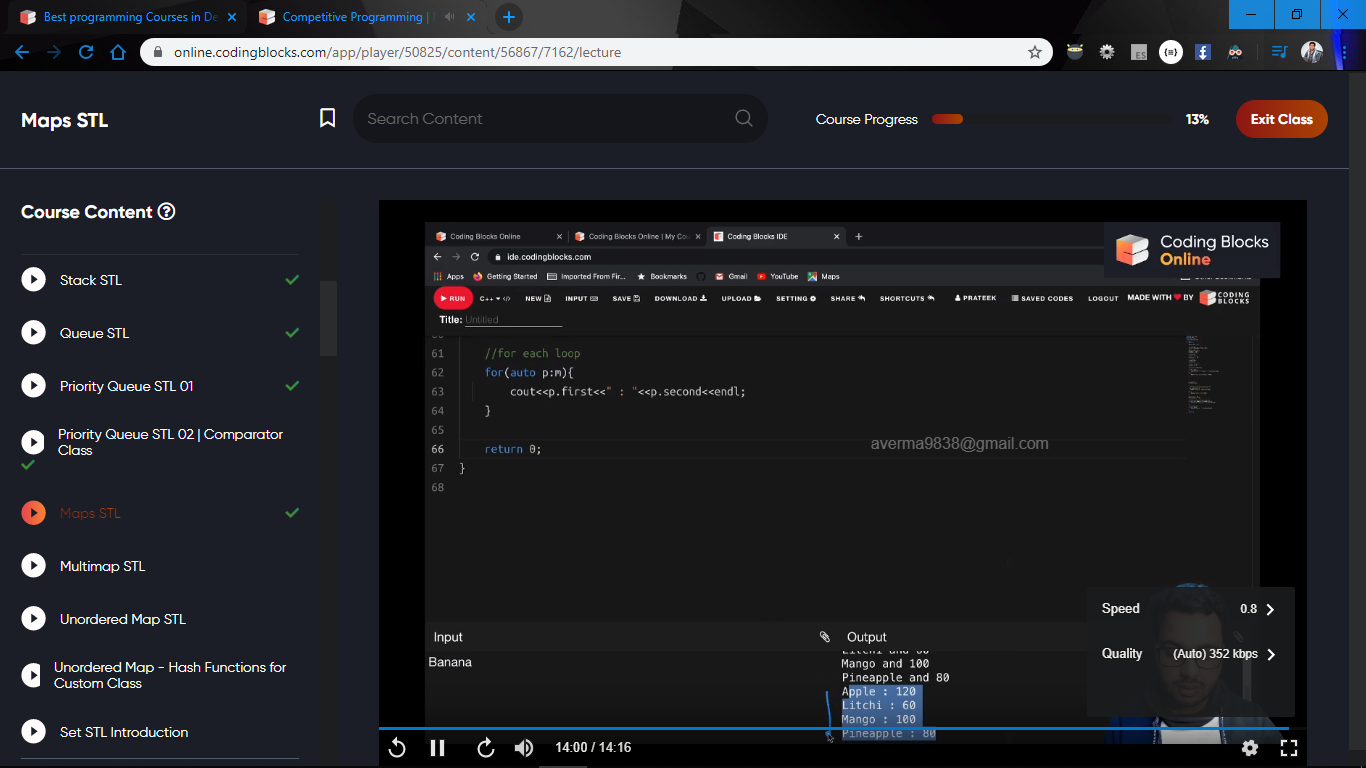 Best programming Courses in De
Competitive Programming |
online.codingblocks.com/app/player/50825/content/56867/7162/lecture
Maps STL
Search Content
Course Progress
13%
Exit Class
Course Content
Stack STL
Queue STL
Priority Queue STL 01
Priority Queue STL 02 | Comparator
Class
Maps STL
Multimap STL
Unordered Map STL
Unordered Map - Hash Functions for
Custom Class
Set STL Introduction
Coding Blocks Online
Coding Blocks Online | My Co
Coding Blocks IDE
ide.codingblocks.com
Apps Getting Started Imported From Fir... Bookmarks Gmail YouTube Maps
Coding Blocks
Online
RUN C++ NEW INPUT SAVE DOWNLOAD UPLOAD SETTING SHARE SHORTCUTS PRATEEK SAVED CODES LOGOUT MADE WITH BY CODING BLOCKS
Title: Untitled
61 //for each loop
62 for(auto p:m){
63 cout<<p.first<<" : "<<p.second<<endl;
64 }
65
66 return 0;
67 }
68
averma9838@gmail.com
Input
Banana
Output
Litchi and 60
Mango and 100
Pineapple and 80
Apple : 120
Litchi : 60
Mango : 100
Pineapple : 80
Speed 0.8
Quality (Auto) 352 kbps
14:00 / 14:16